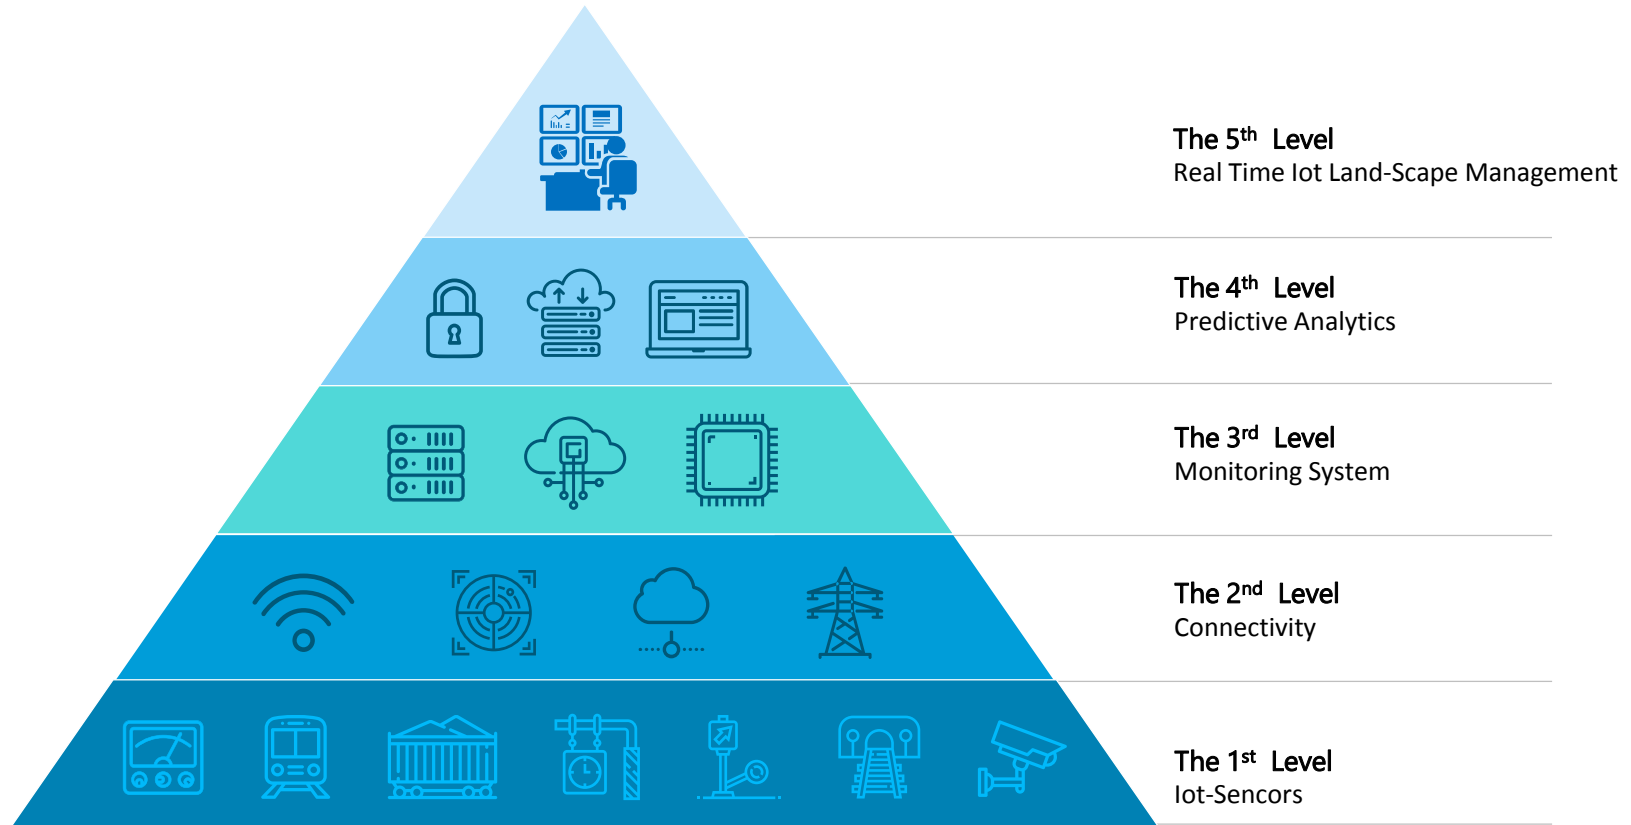 The 5th Level
Real Time Iot Land-Scape Management
The 4th Level
Predictive Analytics
The 3rd Level
Monitoring System
The 2nd Level
Connectivity
The 1st Level
Iot-Sencors